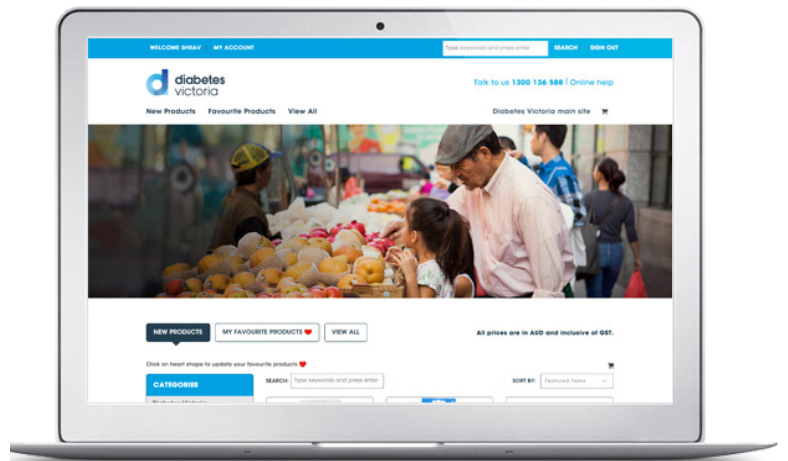 WELCOME SHRAV | MY ACCOUNT
Type keywords and press enter
SEARCH
SIGN OUT
diabetes
victoria
Talk to us 1300 136 588 | Online help
New Products Favourite Products View All
Diabetes Victoria main site
NEW PRODUCTS
MY FAVOURITE PRODUCTS
VIEW ALL
All prices are in AUD and inclusive of GST.
Click on heart shape to update your favourite products
CATEGORIES
SEARCH: Type keywords and press enter
SORT BY: Featured Items
Diabetes Victoria